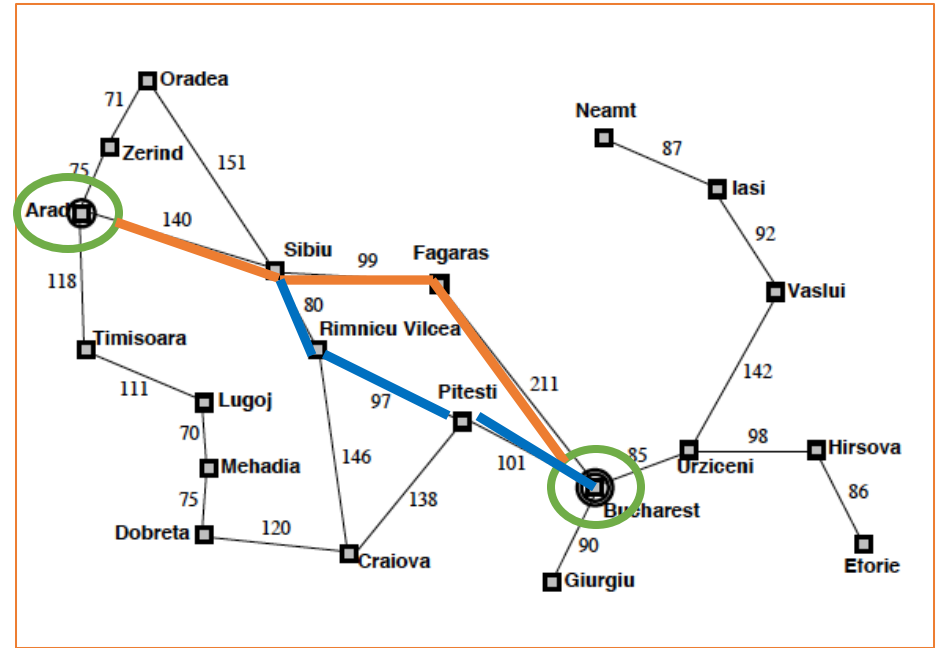 Oradea
71
Neamt
87
Zerind
151
75
Iasi
Arad
140
92
Sibiu
99
Fagaras
118
80
Vaslui
Rimnicu Vilcea
Timisoara
142
111
211
Lugoj
97
Pitesti
70
98
Hirsova
146
101
85
Urziceni
Mehadia
75
138
86
Bucharest
Dobreta
120
90
Craiova
Giurgiu
Eforie